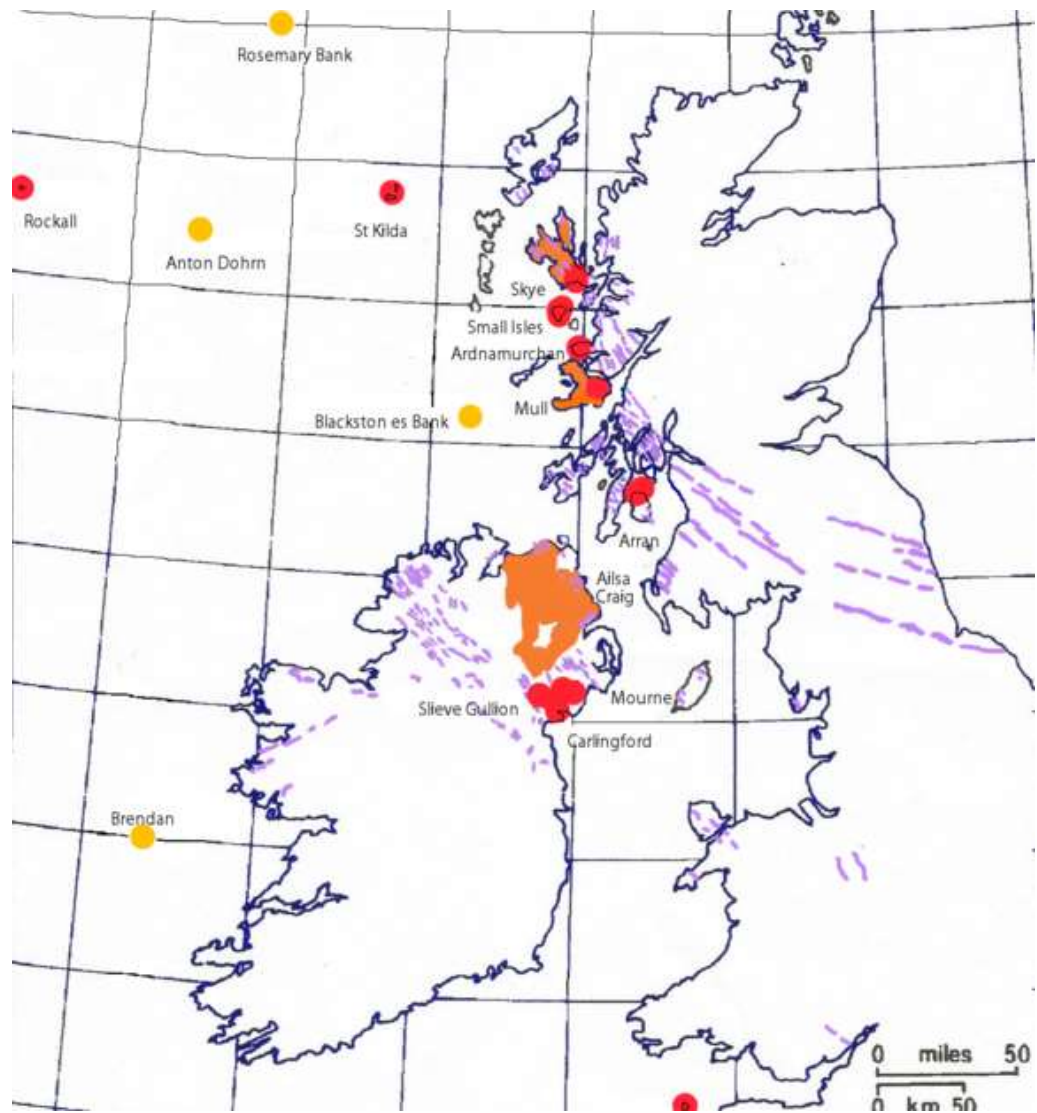 Rosemary Bank
Rockall
St Kilda
Anton Dohrn
Skye
Small Isles
Ardnamurchan
Mull
Blackston es Bank
Arran
Ailsa
Craig
Slieve Gullion
Mourne
Carlingford
Brendan
0 miles 50
0 km 50